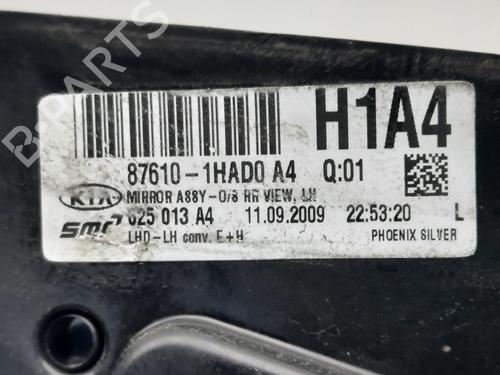 B-PARTS
H1A4
87610-1HAD0 A4 Q:01
KIA MIRROR ASSY-O/S RR VIEW, LH
smr 625 013 A4 11.09.2009 22:53:20 L
LHD-LH conv. E+H PHOENIX SILVER